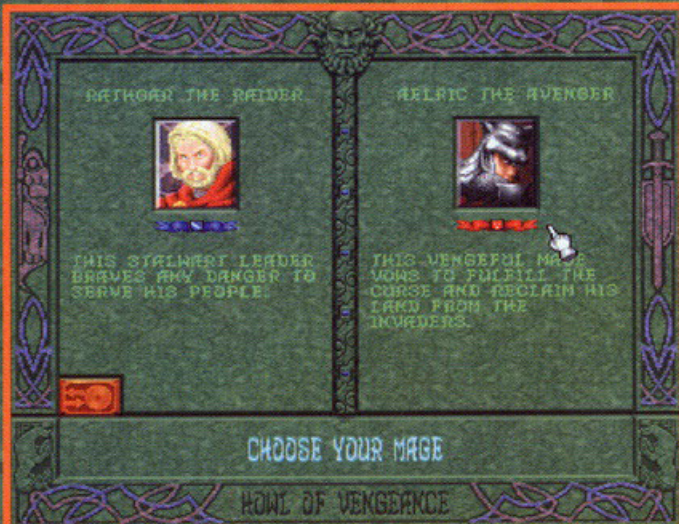 RATHOAR THE RAIDER
THIS STALWART LEADER
BRAVES ANY DANGER TO
SERVE HIS PEOPLE.
AELRIC THE AVENGER
THIS VENGEFUL MAGE
VOWS TO FULFILL THE
CURSE AND RECLAIM HIS
LAND FROM THE
INVADERS.
CHOOSE YOUR MAGE
HOWL OF VENGEANCE